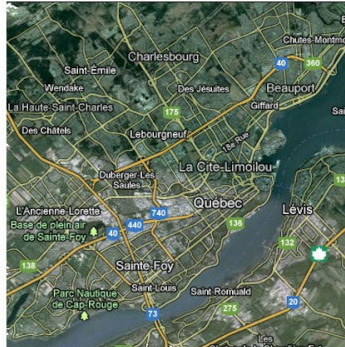 Chutes-Montmo
Charlesbourg
40
360
Saint-Émile
Wendake
Des Jésuites
Beauport
La Haute-Saint-Charles
175
Giffard
Des Châtels
Lebourgneuf
18e Rue
La Cite-Limoilou
Duberger-Les
Saules
Québec
L'Ancienne-Lorette
740
Lévis
Base de plein air
de Sainte-Foy
440
40
136
132
138
Sainte-Foy
Saint-Louis
Saint-Romuald
Parc Nautique
de Cap-Rouge
20
275
73
Les